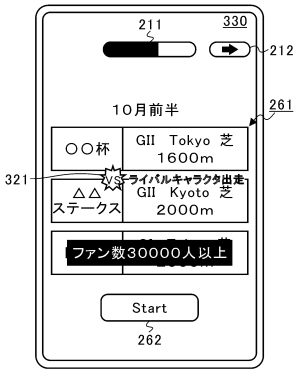 330
211
212
10月前半
261
〇〇杯
GII Tokyo 芝
1600m
321
VS
ライバルキャラクタ出走
△△
ステークス
GII Kyoto 芝
2000m
ファン数30000人以上
Start
262